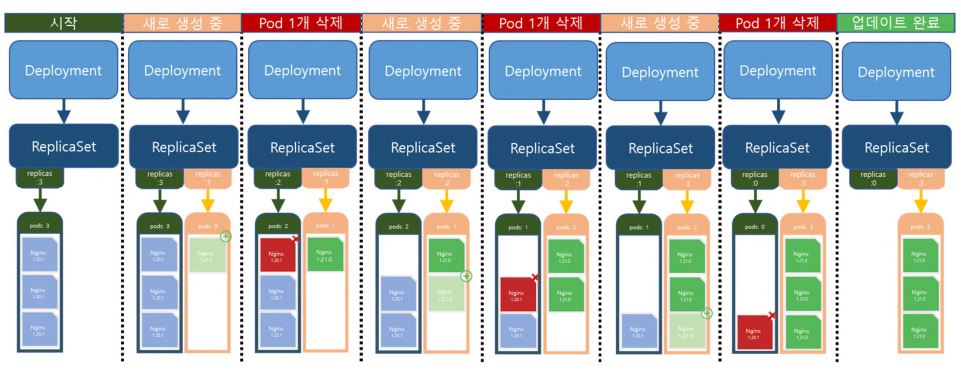 시작
Deployment
ReplicaSet
replicas
:3
pods: 3
Nginx
1.20.1
Nginx
1.20.1
Nginx
1.20.1
새로 생성 중
Deployment
ReplicaSet
replicas
:3
replicas
:1
pods: 3
pods: 0
Nginx
1.20.1
Nginx
1.21.0
Nginx
1.20.1
Nginx
1.20.1
Pod 1개 삭제
Deployment
ReplicaSet
replicas
:2
replicas
:1
pods: 2
pods: 1
Nginx
1.20.1
Nginx
1.21.0
Nginx
1.20.1
Nginx
1.20.1
새로 생성 중
Deployment
ReplicaSet
replicas
:2
replicas
:2
pods: 2
pods: 1
Nginx
1.21.0
Nginx
1.20.1
Nginx
1.21.0
Nginx
1.20.1
Pod 1개 삭제
Deployment
ReplicaSet
replicas
:1
replicas
:2
pods: 1
pods: 2
Nginx
1.21.0
Nginx
1.20.1
Nginx
1.21.0
Nginx
1.20.1
새로 생성 중
Deployment
ReplicaSet
replicas
:1
replicas
:3
pods: 1
pods: 2
Nginx
1.21.0
Nginx
1.21.0
Nginx
1.20.1
Nginx
1.21.0
Pod 1개 삭제
Deployment
ReplicaSet
replicas
:0
replicas
:3
pods: 0
pods: 3
Nginx
1.21.0
Nginx
1.21.0
Nginx
1.20.1
Nginx
1.21.0
업데이트 완료
Deployment
ReplicaSet
replicas
:0
replicas
:3
pods: 3
Nginx
1.21.0
Nginx
1.21.0
Nginx
1.21.0